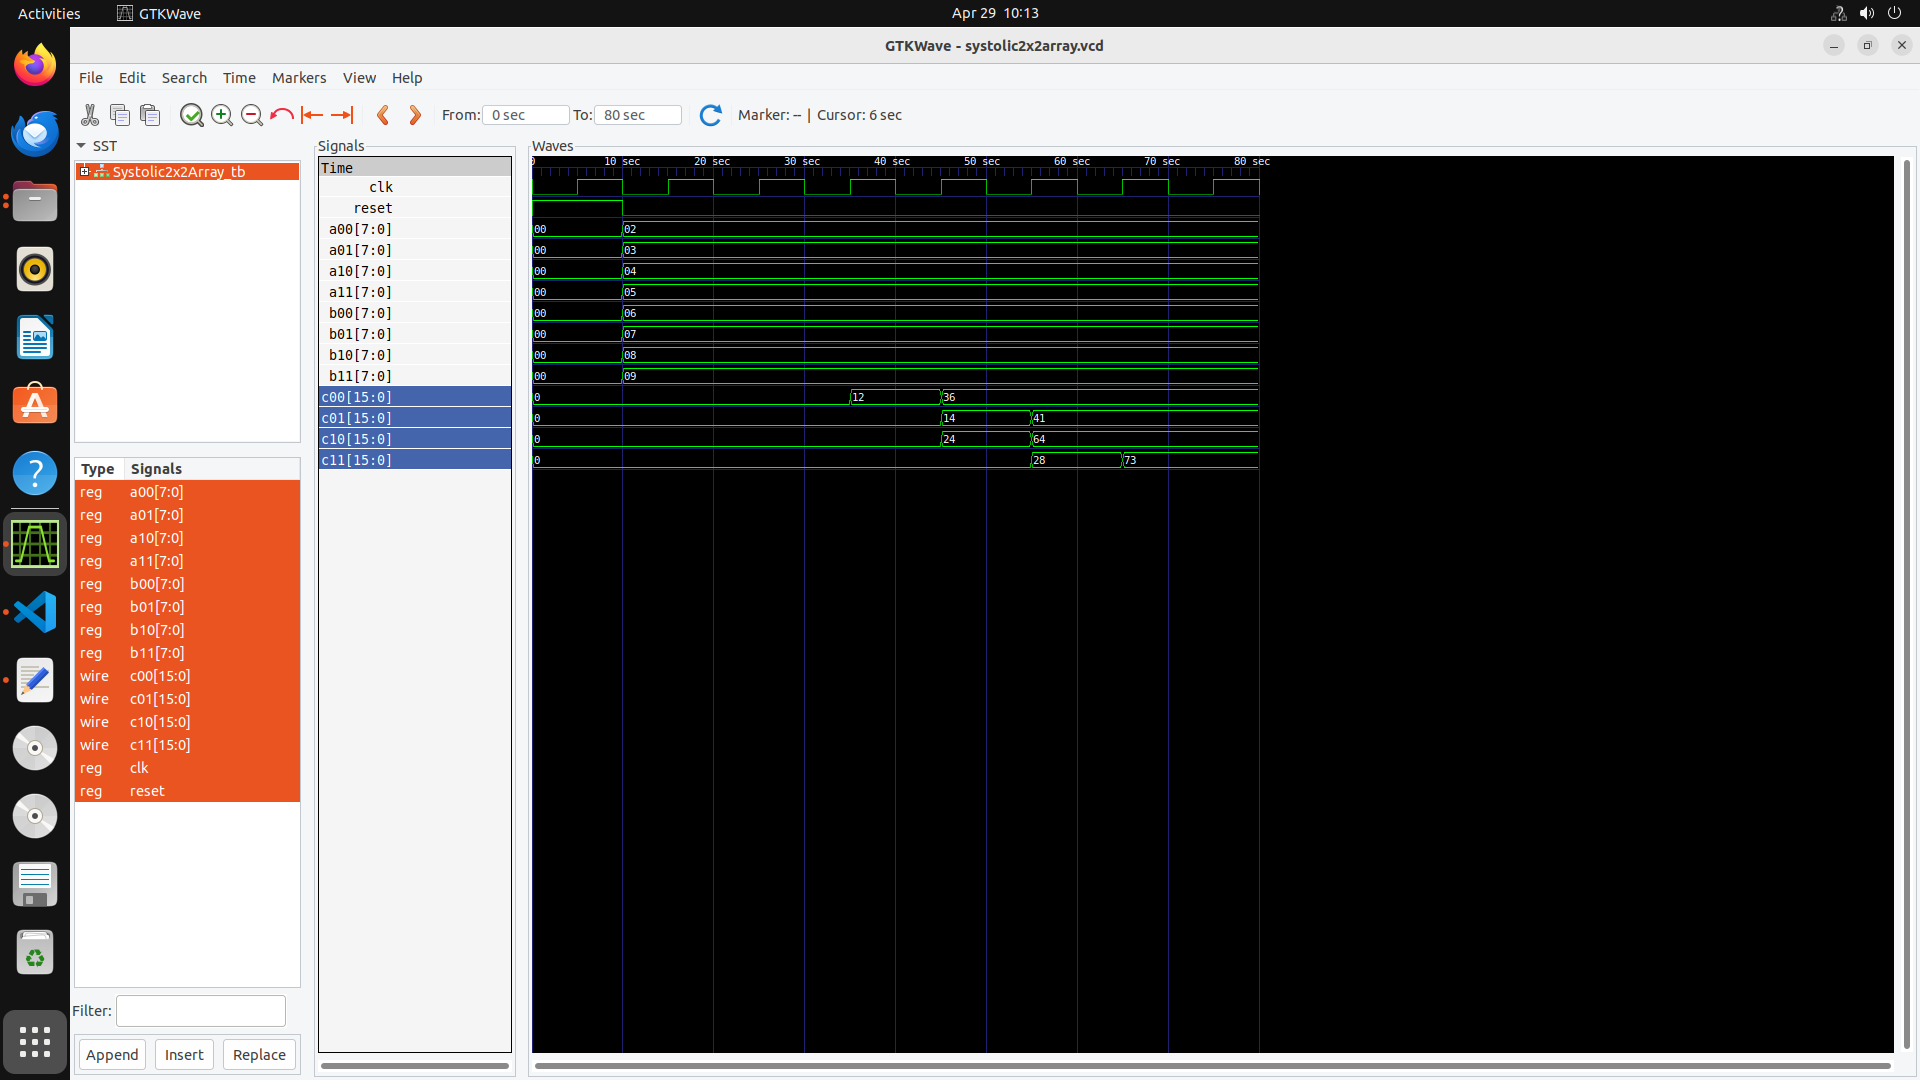 Activities GTKWave Apr 29 10:13
GTKWave - systolic2x2array.vcd
File Edit Search Time Markers View Help
From: 0 sec To: 80 sec Marker: -- | Cursor: 6 sec
SST
Systolic2x2Array_tb
Type Signals
reg a00[7:0]
reg a01[7:0]
reg a10[7:0]
reg a11[7:0]
reg b00[7:0]
reg b01[7:0]
reg b10[7:0]
reg b11[7:0]
wire c00[15:0]
wire c01[15:0]
wire c10[15:0]
wire c11[15:0]
reg clk
reg reset
Filter:
Append Insert Replace
Signals
Time
clk
reset
a00[7:0]
a01[7:0]
a10[7:0]
a11[7:0]
b00[7:0]
b01[7:0]
b10[7:0]
b11[7:0]
c00[15:0]
c01[15:0]
c10[15:0]
c11[15:0]
Waves
0 10 sec 20 sec 30 sec 40 sec 50 sec 60 sec 70 sec 80 sec
00 02
00 03
00 04
00 05
00 06
00 07
00 08
00 09
0 12 36
0 14 41
0 24 64
0 28 73